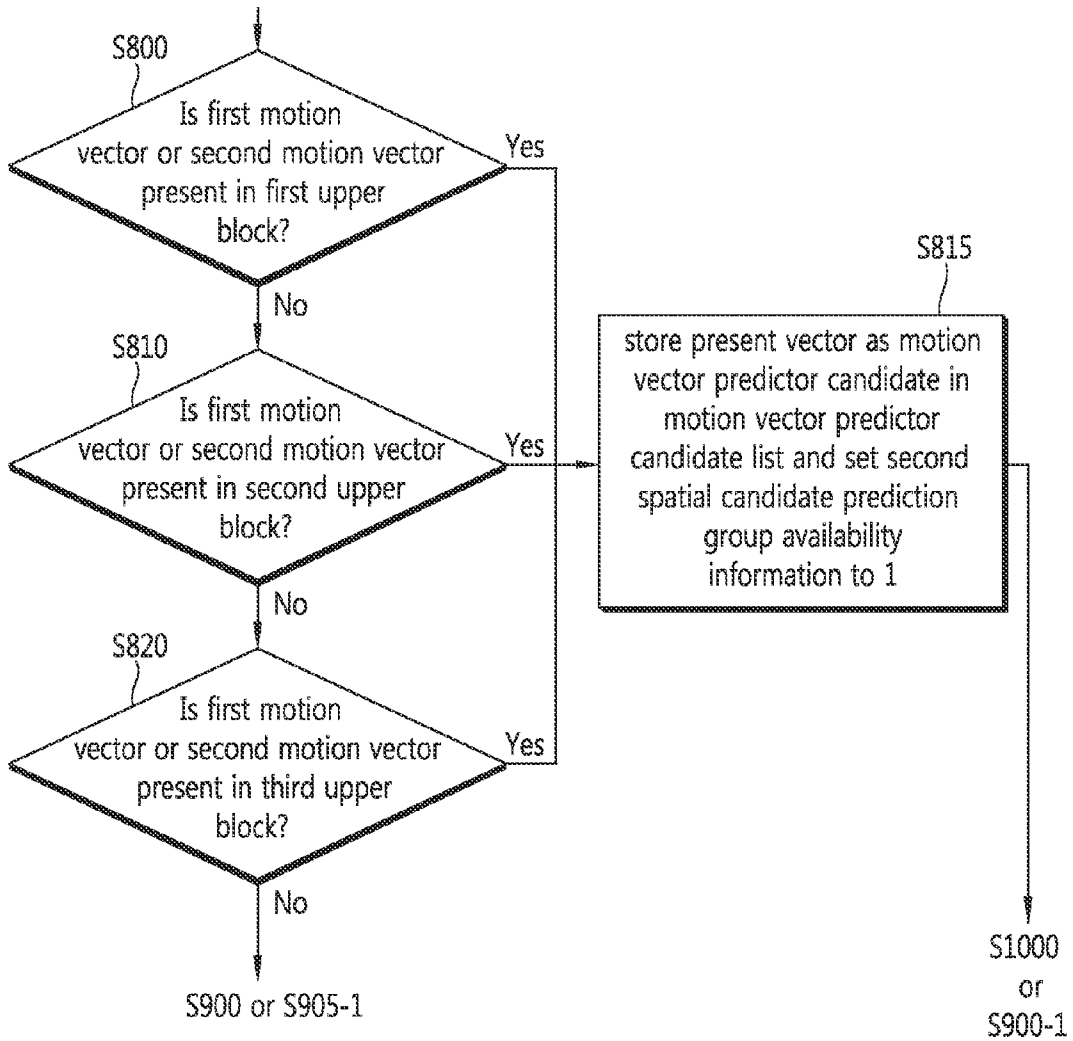 S800
Is first motion
vector or second motion vector
present in first upper
block?
Yes
No
S810
Is first motion
vector or second motion vector
present in second upper
block?
Yes
No
S815
store present vector as motion
vector predictor candidate in
motion vector predictor
candidate list and set second
spatial candidate prediction
group availability
information to 1
S820
Is first motion
vector or second motion vector
present in third upper
block?
Yes
No
S900 or S905-1
S1000
or
S900-1